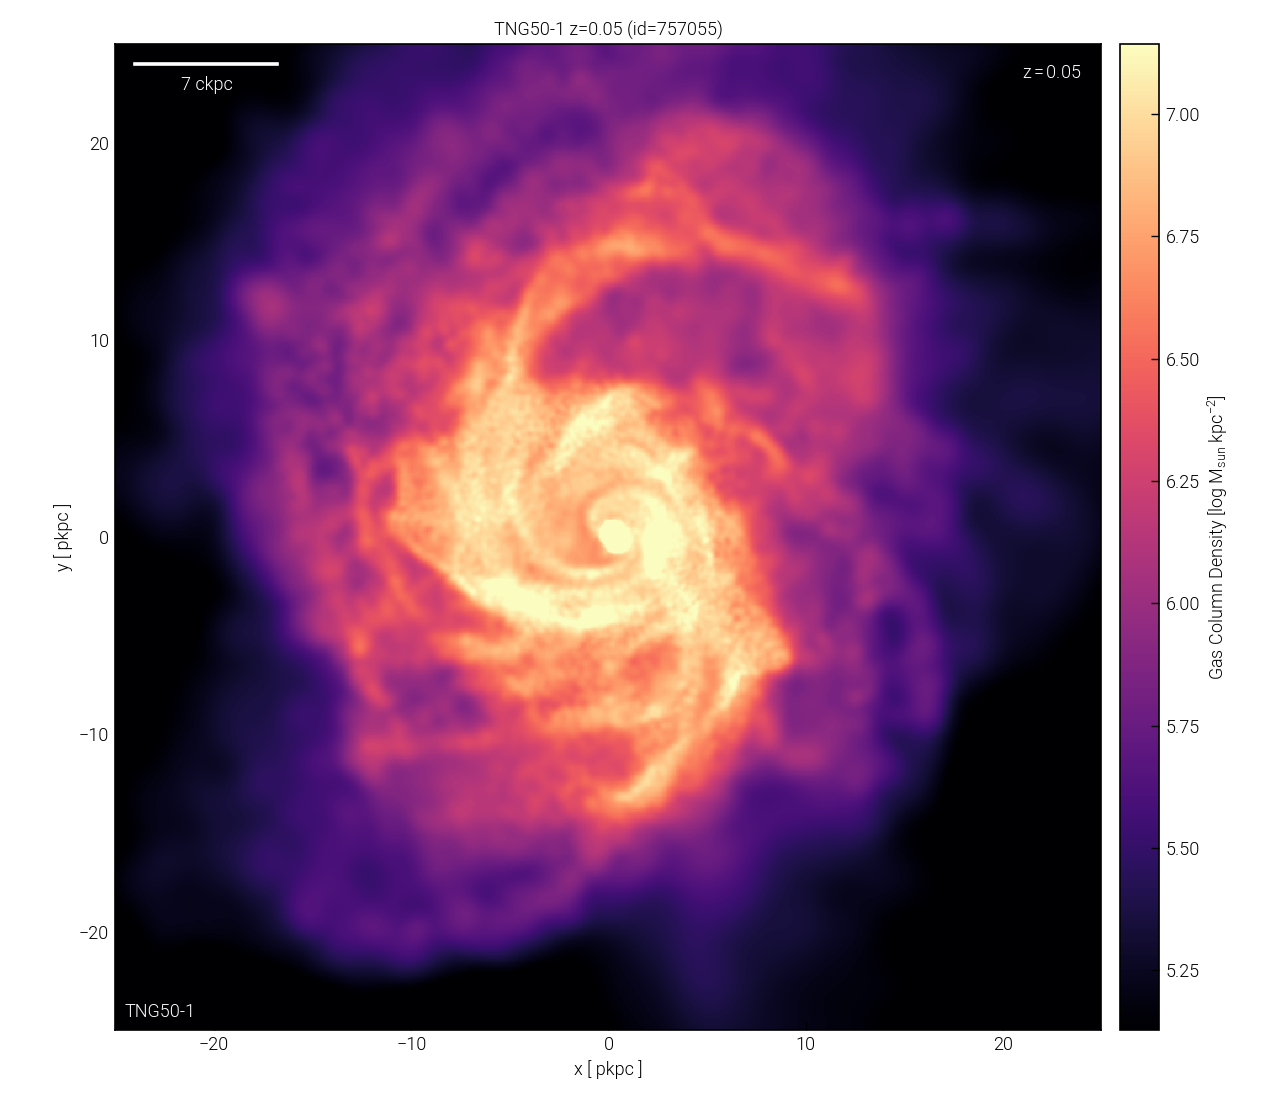 TNG50-1 z=0.05 (id=757055)
7 ckpc
z=0.05
TNG50-1
20
10
0
−10
−20
y [ pkpc ]
−20
−10
0
10
20
x [ pkpc ]
7.00
6.75
6.50
6.25
6.00
5.75
5.50
5.25
Gas Column Density [log M_sun kpc^−2]